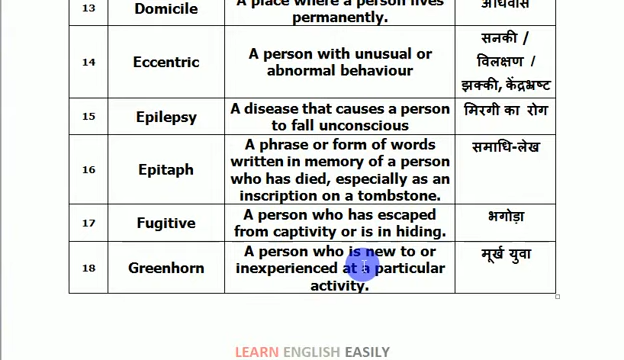 13 Domicile A place where a person lives permanently. अधिवास
14 Eccentric A person with unusual or abnormal behaviour सनकी / विलक्षण / झक्की, केंद्रभ्रष्ट
15 Epilepsy A disease that causes a person to fall unconscious मिरगी का रोग
16 Epitaph A phrase or form of words written in memory of a person who has died, especially as an inscription on a tombstone. समाधि-लेख
17 Fugitive A person who has escaped from captivity or is in hiding. भगोड़ा
18 Greenhorn A person who is new to or inexperienced at a particular activity. मूर्ख युवा
LEARN ENGLISH EASILY